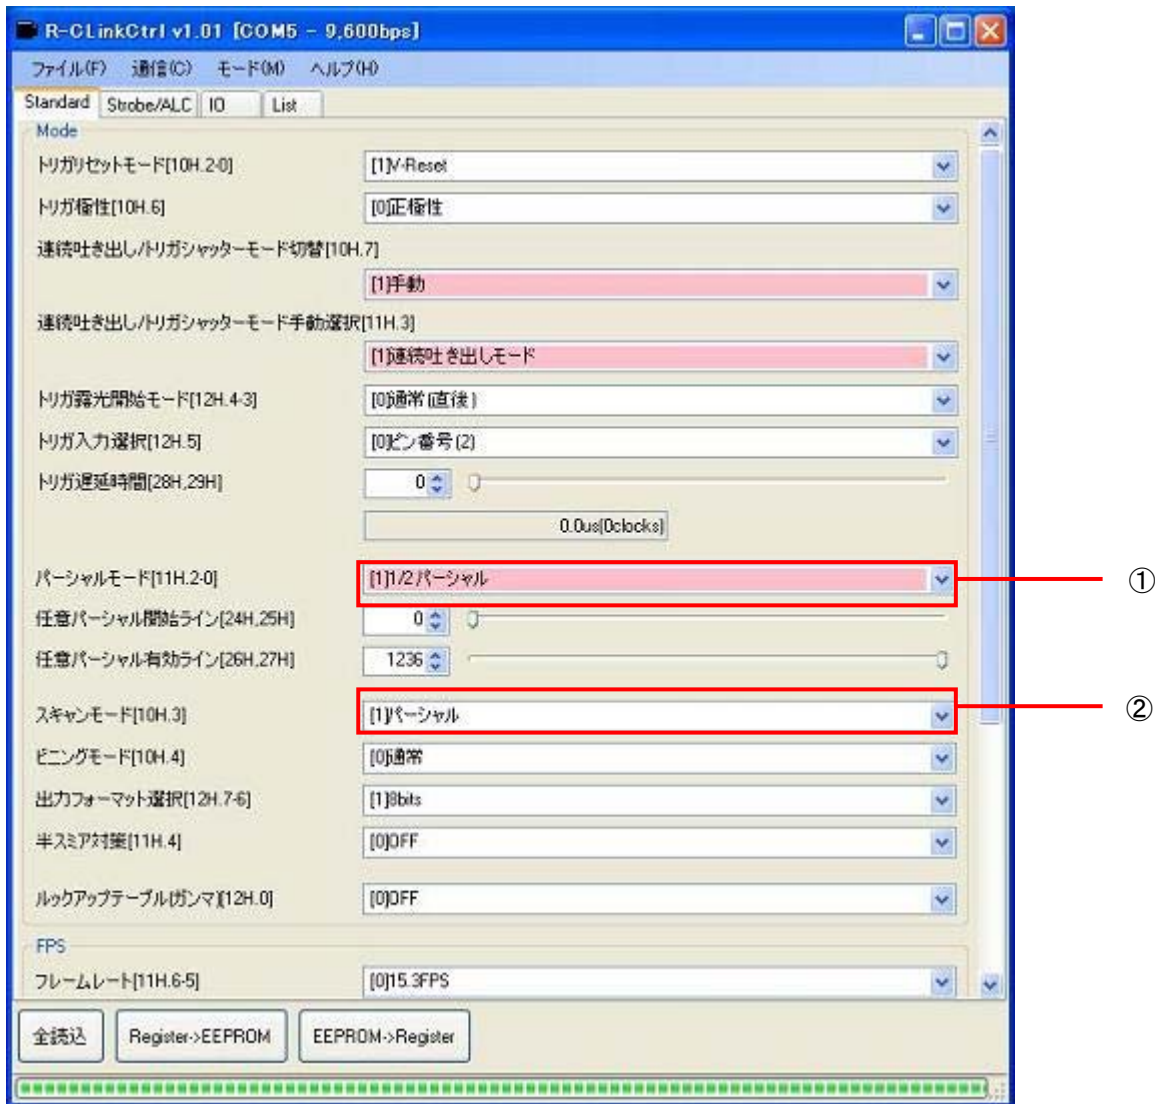 R-CLinkCtrl v1.01 [COM5 - 9,600bps]
ファイル(F) 通信(C) モード(M) ヘルプ(H)
Standard Strobe/ALC IO List
Mode
トリガリセットモード[10H.2-0] [1]V-Reset
トリガ極性[10H.6] [0]正極性
連続吐き出し/トリガシャッターモード切替[10H.7]
[1]手動
連続吐き出し/トリガシャッターモード手動選択[11H.3]
[1]連続吐き出しモード
トリガ露光開始モード[12H.4-3] [0]通常(直後)
トリガ入力選択[12H.5] [0]ピン番号(2)
トリガ遅延時間[28H,29H] 0
0.0us(0clocks)
パーシャルモード[11H.2-0] [1]1/2パーシャル ①
任意パーシャル開始ライン[24H,25H] 0
任意パーシャル有効ライン[26H,27H] 1236
スキャンモード[10H.3] [1]パーシャル ②
ビニングモード[10H.4] [0]通常
出力フォーマット選択[12H.7-6] [1]8bits
半スミア対策[11H.4] [0]OFF
ルックアップテーブル(ガンマ)[12H.0] [0]OFF
FPS
フレームレート[11H.6-5] [0]15.3FPS
全読込 Register->EEPROM EEPROM->Register